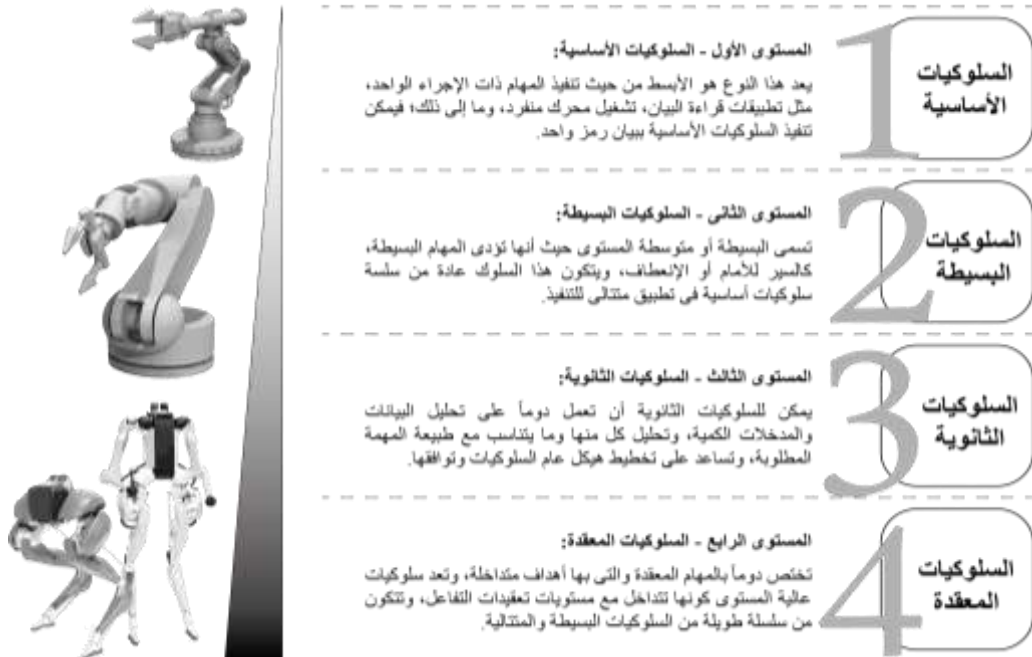 1
السلوكيات
الأساسية
المستوى الأول - السلوكيات الأساسية:
يعد هذا النوع هو الأبسط من حيث تنفيذ المهام ذات الإجراء الواحد،
مثل تطبيقات قراءة البيان، تشغيل محرك منفرد، وما إلى ذلك؛ فيمكن
تنفيذ السلوكيات الأساسية ببيان رمز واحد.
2
السلوكيات
البسيطة
المستوى الثانى - السلوكيات البسيطة:
تسمى البسيطة أو متوسطة المستوى حيث أنها تؤدى المهام البسيطة،
كالسير للأمام أو الإنعطاف، ويتكون هذا السلوك عادة من سلسة
سلوكيات أساسية فى تطبيق متتالى للتنفيذ.
3
السلوكيات
الثانوية
المستوى الثالث - السلوكيات الثانوية:
يمكن للسلوكيات الثانوية أن تعمل دوماً على تحليل البيانات
والمدخلات الكمية، وتحليل كل منها وما يتناسب مع طبيعة المهمة
المطلوبة، وتساعد على تخطيط هيكل عام السلوكيات وتوافقها.
4
السلوكيات
المعقدة
المستوى الرابع - السلوكيات المعقدة:
تختص دوماً بالمهام المعقدة والتى بها أهداف متداخلة، وتعد سلوكيات
عالية المستوى كونها تتداخل مع مستويات تعقيدات التفاعل، وتتكون
من سلسلة طويلة من السلوكيات البسيطة والمتتالية.